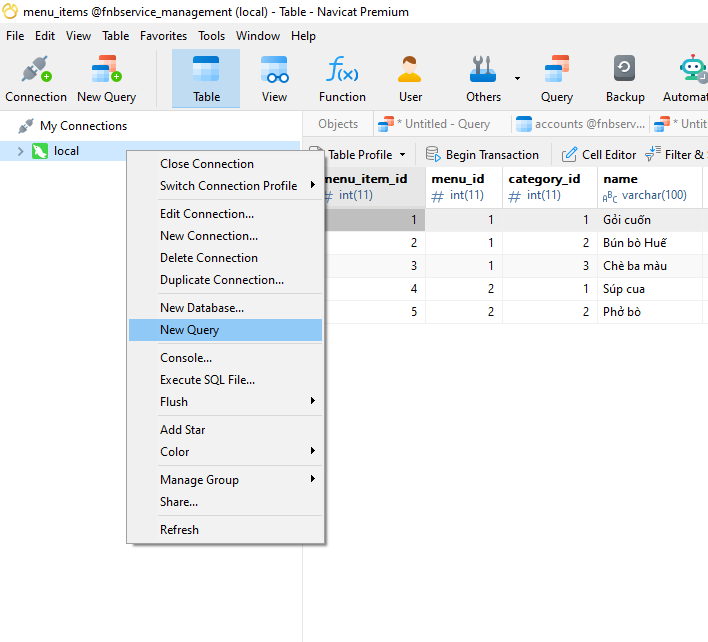 menu_items @fnbservice_management (local) - Table - Navicat Premium
File Edit View Table Favorites Tools Window Help
Connection New Query Table View Function User Others Query Backup Automat
My Connections Objects * Untitled - Query accounts @fnbserv... * Untit
local
Table Profile Begin Transaction Cell Editor Filter &
Close Connection
Switch Connection Profile
Edit Connection...
New Connection...
Delete Connection
Duplicate Connection...
New Database...
New Query
Console...
Execute SQL File...
Flush
Add Star
Color
Manage Group
Share...
Refresh
menu_item_id menu_id category_id name
int(11) int(11) int(11) varchar(100)
1 1 1 Gỏi cuốn
2 1 2 Bún bò Huế
3 1 3 Chè ba màu
4 2 1 Súp cua
5 2 2 Phở bò